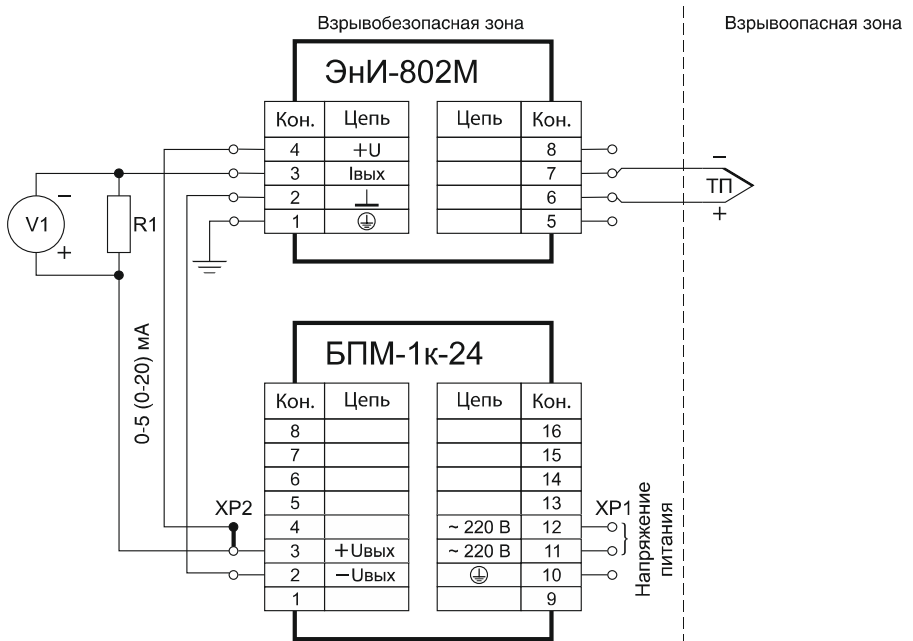 Взрывобезопасная зона
Взрывоопасная зона
ЭнИ-802М
Кон. Цепь Цепь Кон.
4 +U 8
3 Iвых 7
2 6
1 5
− ТП +
V1 − +
R1
0-5 (0-20) мА
БПМ-1к-24
Кон. Цепь Цепь Кон.
8 16
7 15
6 14
5 13
XP2 XP1
4 ~ 220 В 12
3 +Uвых ~ 220 В 11
2 −Uвых 10
1 9
Напряжение
питания